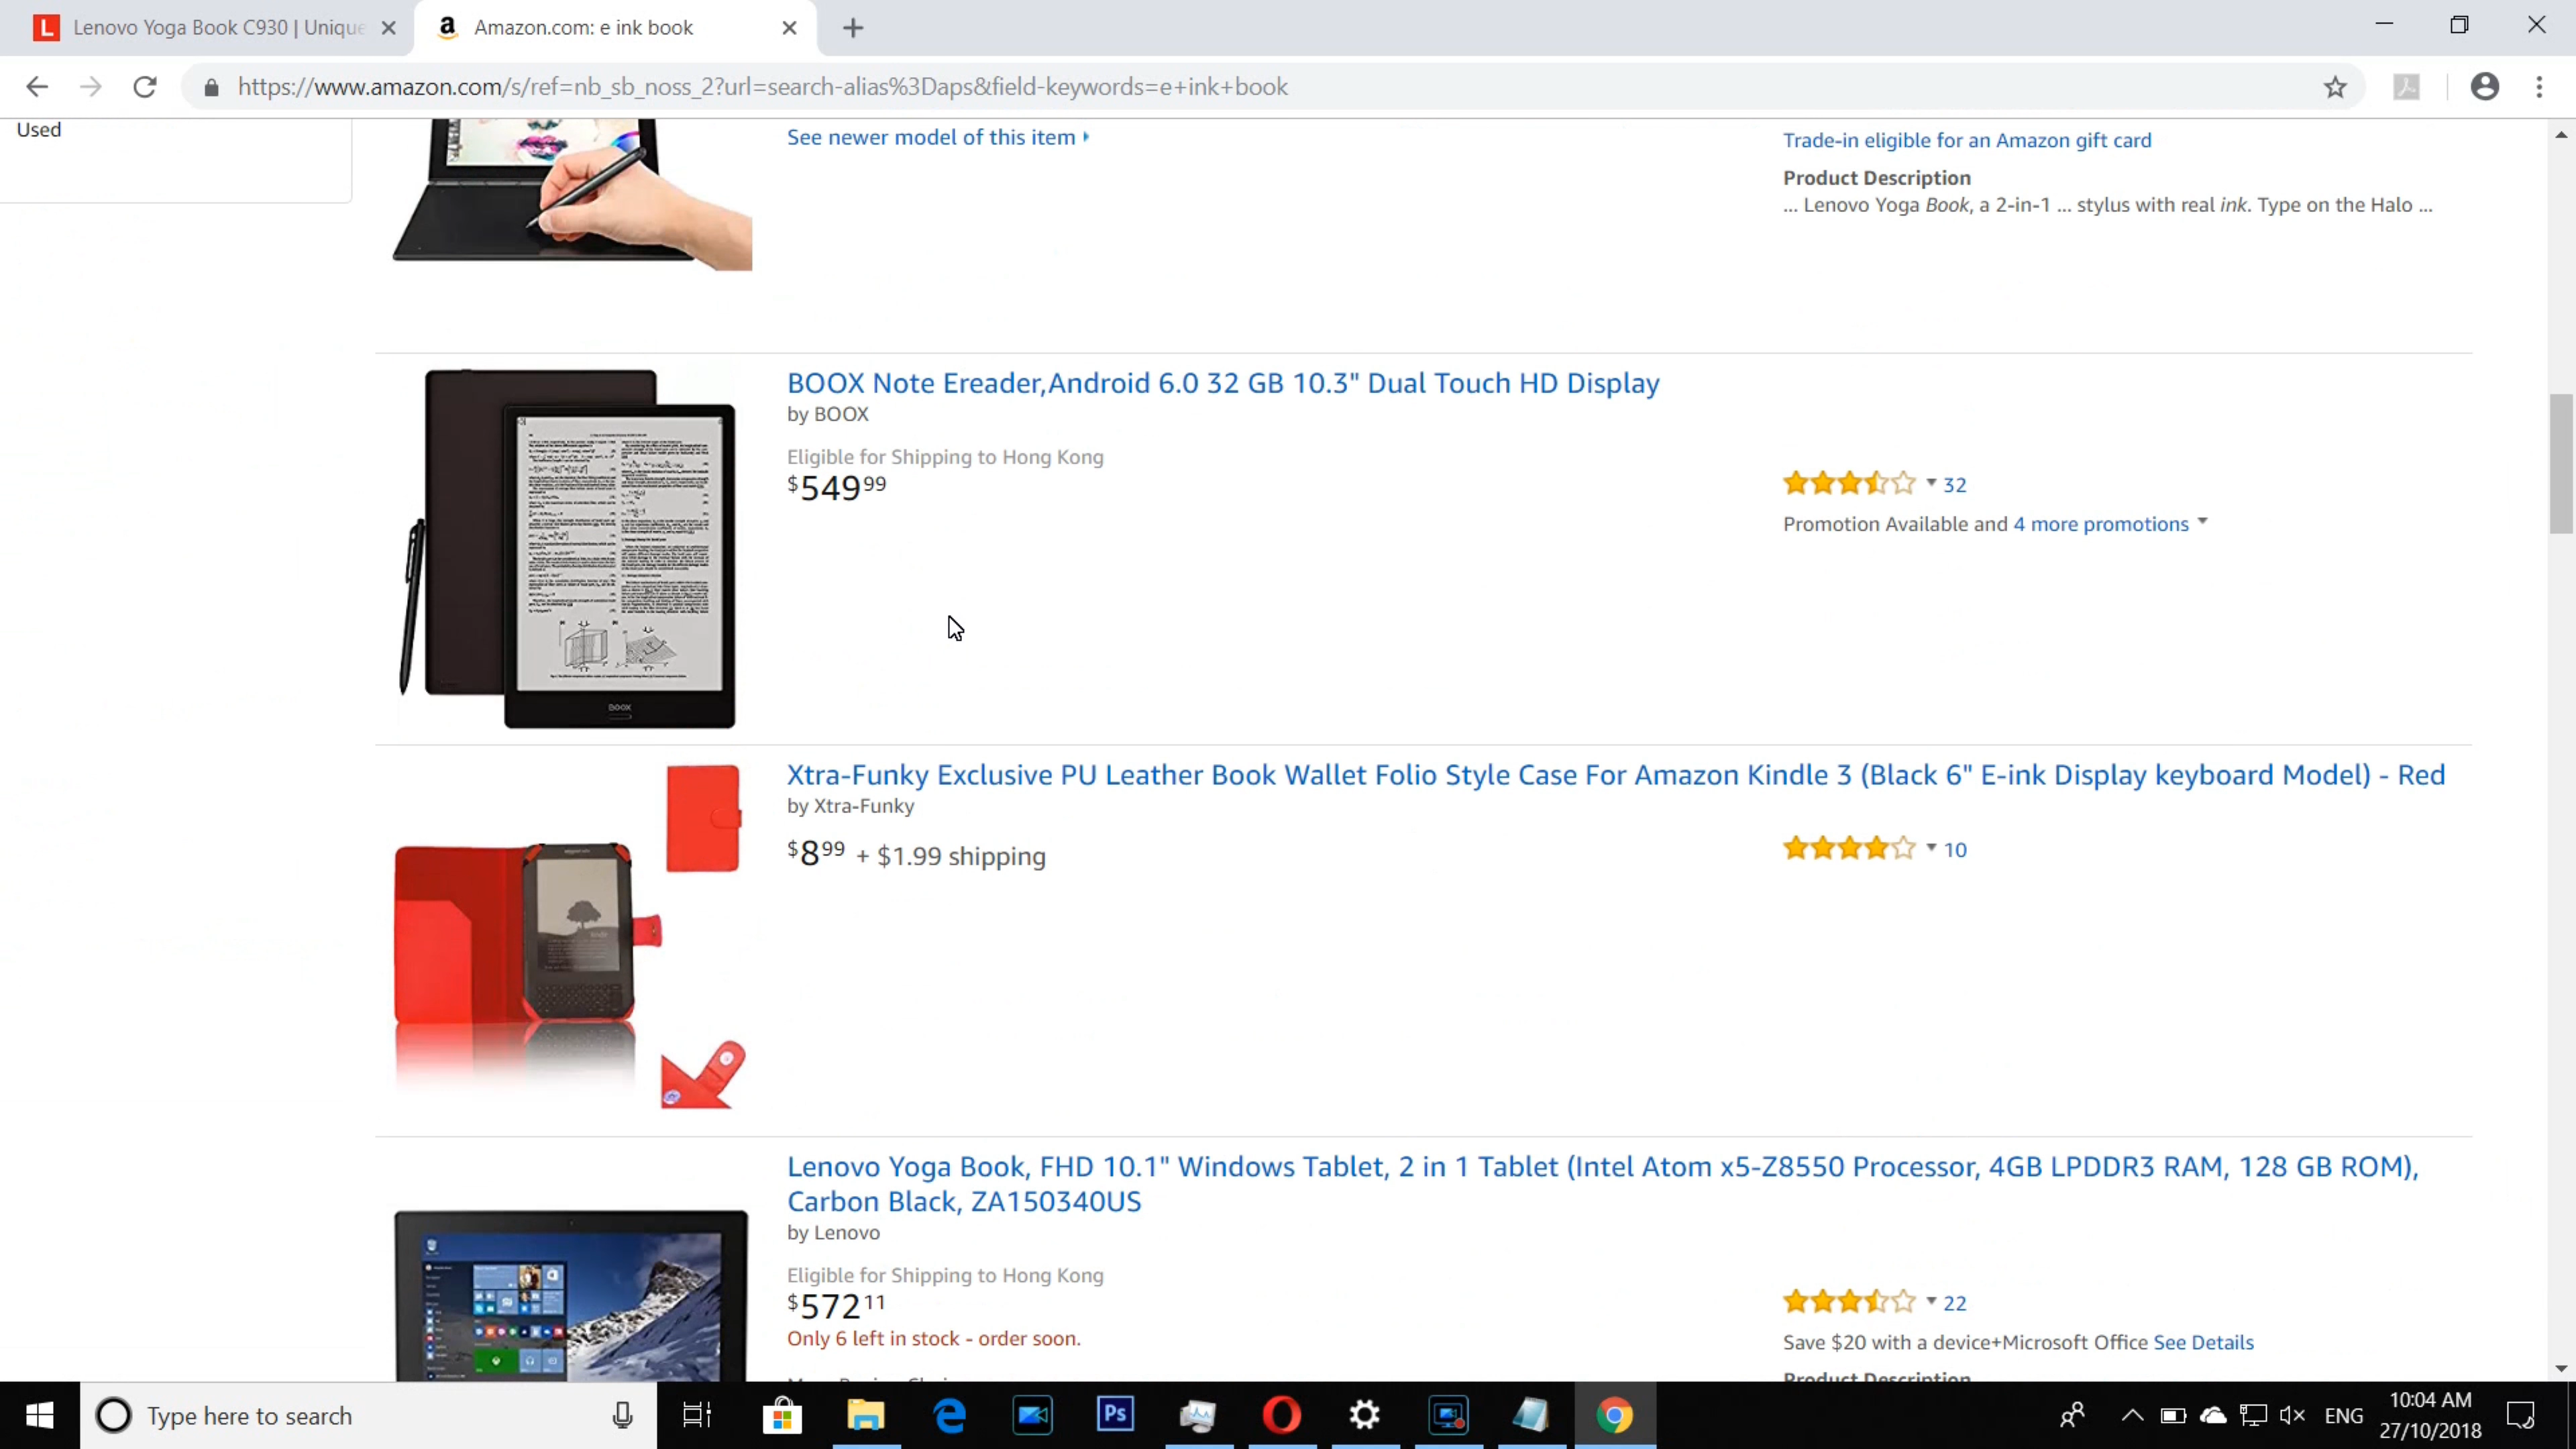 Lenovo Yoga Book C930 | Unique
Amazon.com: e ink book
https://www.amazon.com/s/ref=nb_sb_noss_2?url=search-alias%3Daps&field-keywords=e+ink+book
Used
See newer model of this item
Trade-in eligible for an Amazon gift card
Product Description
... Lenovo Yoga Book, a 2-in-1 ... stylus with real ink. Type on the Halo ...
BOOX Note Ereader,Android 6.0 32 GB 10.3" Dual Touch HD Display
by BOOX
Eligible for Shipping to Hong Kong
$549 99
32
Promotion Available and 4 more promotions
BOOX
Xtra-Funky Exclusive PU Leather Book Wallet Folio Style Case For Amazon Kindle 3 (Black 6" E-ink Display keyboard Model) - Red
by Xtra-Funky
$8 99 + $1.99 shipping
10
Lenovo Yoga Book, FHD 10.1" Windows Tablet, 2 in 1 Tablet (Intel Atom x5-Z8550 Processor, 4GB LPDDR3 RAM, 128 GB ROM),
Carbon Black, ZA150340US
by Lenovo
Eligible for Shipping to Hong Kong
$572 11
Only 6 left in stock - order soon.
22
Save $20 with a device+Microsoft Office See Details
Product Description
Type here to search
Ps
ENG
10:04 AM
27/10/2018